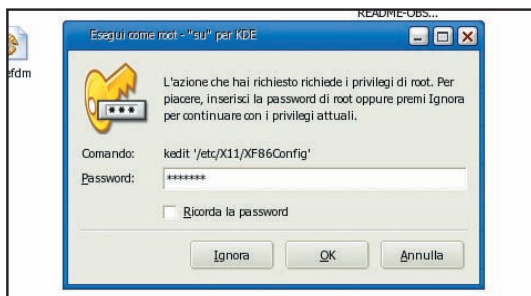 README-OBS...
efdm
Esegui come root - "su" per KDE
L'azione che hai richiesto richiede i privilegi di root. Per
piacere, inserisci la password di root oppure premi Ignora
per continuare con i privilegi attuali.
Comando: kedit '/etc/X11/XF86Config'
Password: *******
Ricorda la password
Ignora OK Annulla